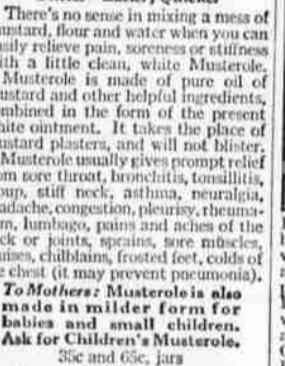 There's no sense in mixing a mess of
ustard, flour and water when you can
sily relieve pain, soreness or stiffness
ith a little clean, white Musterole.
Musterole is made of pure oil of
ustard and other helpful ingredients,
mbined in the form of the present
hite ointment. It takes the place of
ustard plasters, and will not blister.
Musterole usually gives prompt relief
om sore throat, bronchitis, tonsillitis,
oup, stiff neck, asthma, neuralgia,
adache, congestion, pleurisy, rheuma-
m, lumbago, pains and aches of the
ck or joints, sprains, sore muscles,
uises, chilblains, frosted feet, colds of
e chest (it may prevent pneumonia).
To Mothers: Musterole is also
made in milder form for
babies and small children.
Ask for Children's Musterole.
35c and 65c, jars